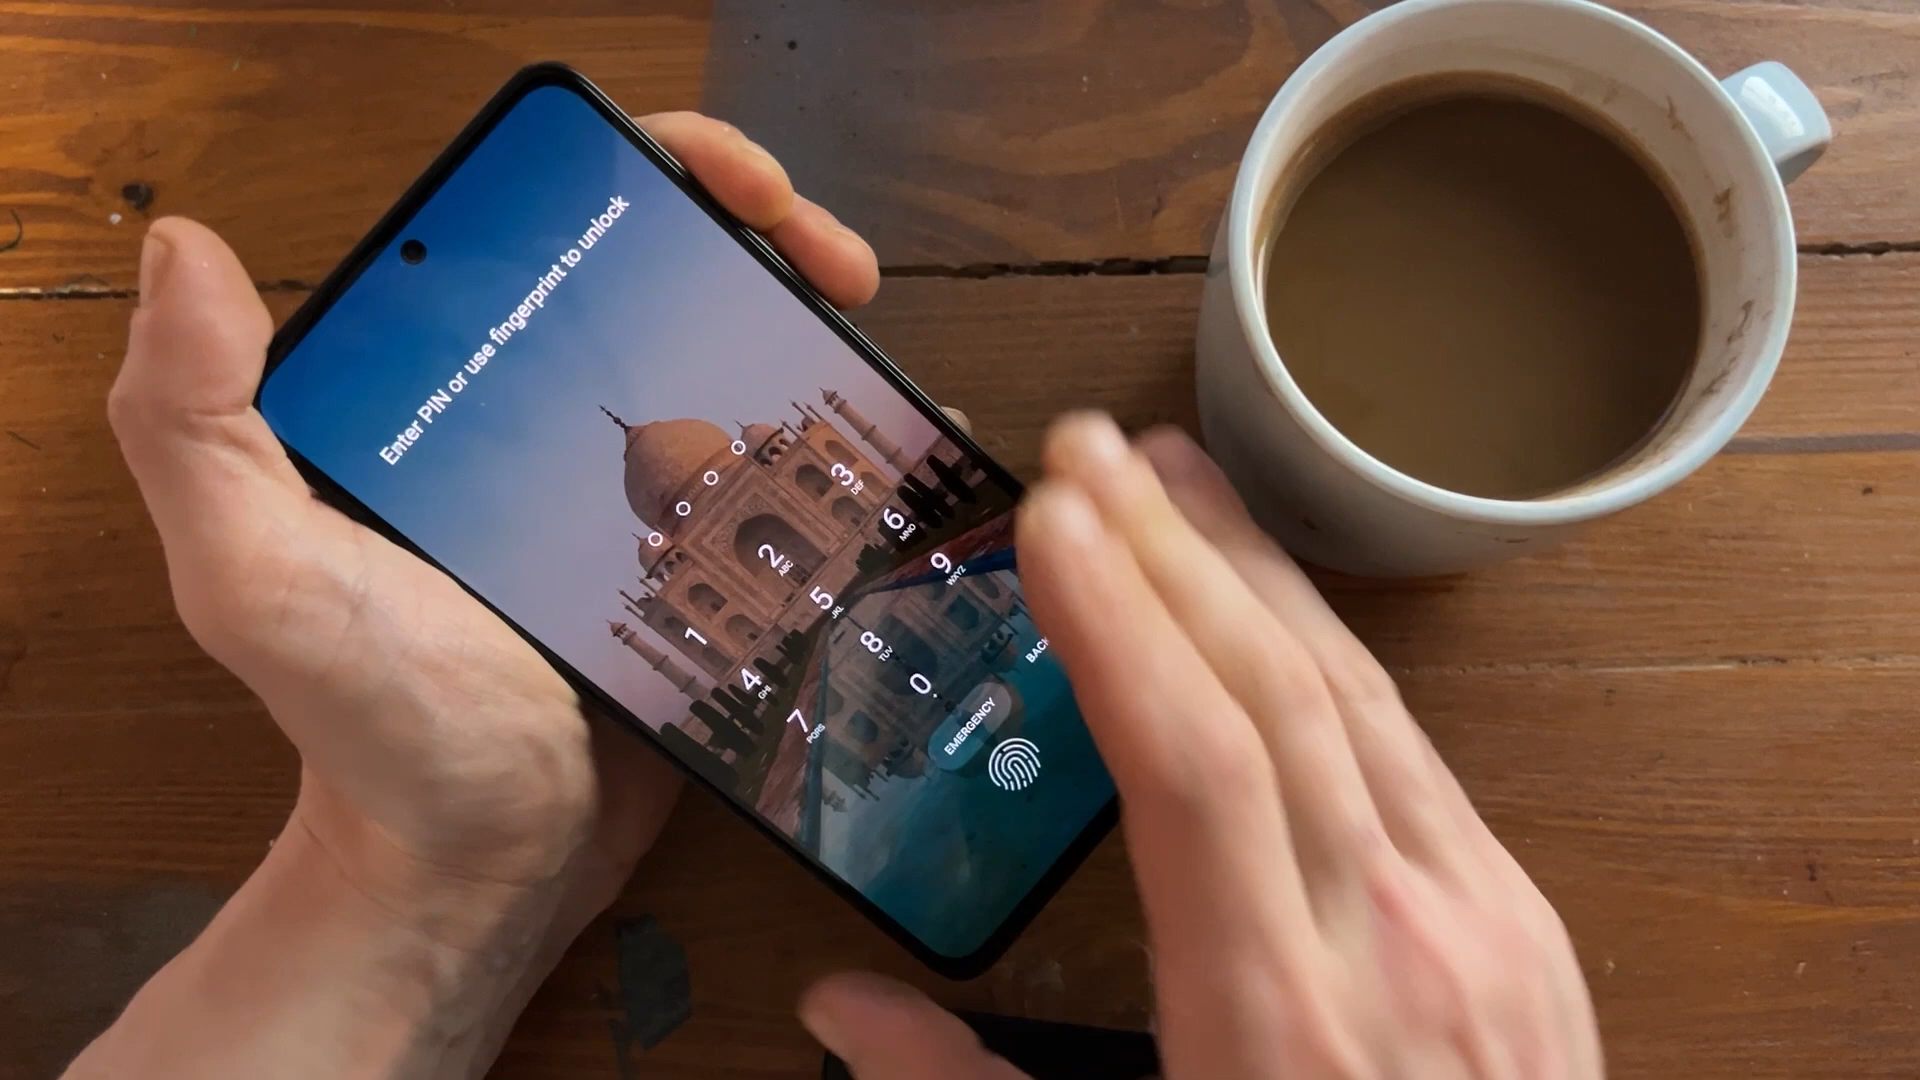 Enter PIN or use fingerprint to unlock
1
2 ABC
3 DEF
4 GHI
5 JKL
6 MNO
7 PQRS
8 TUV
9 WXYZ
0
EMERGENCY